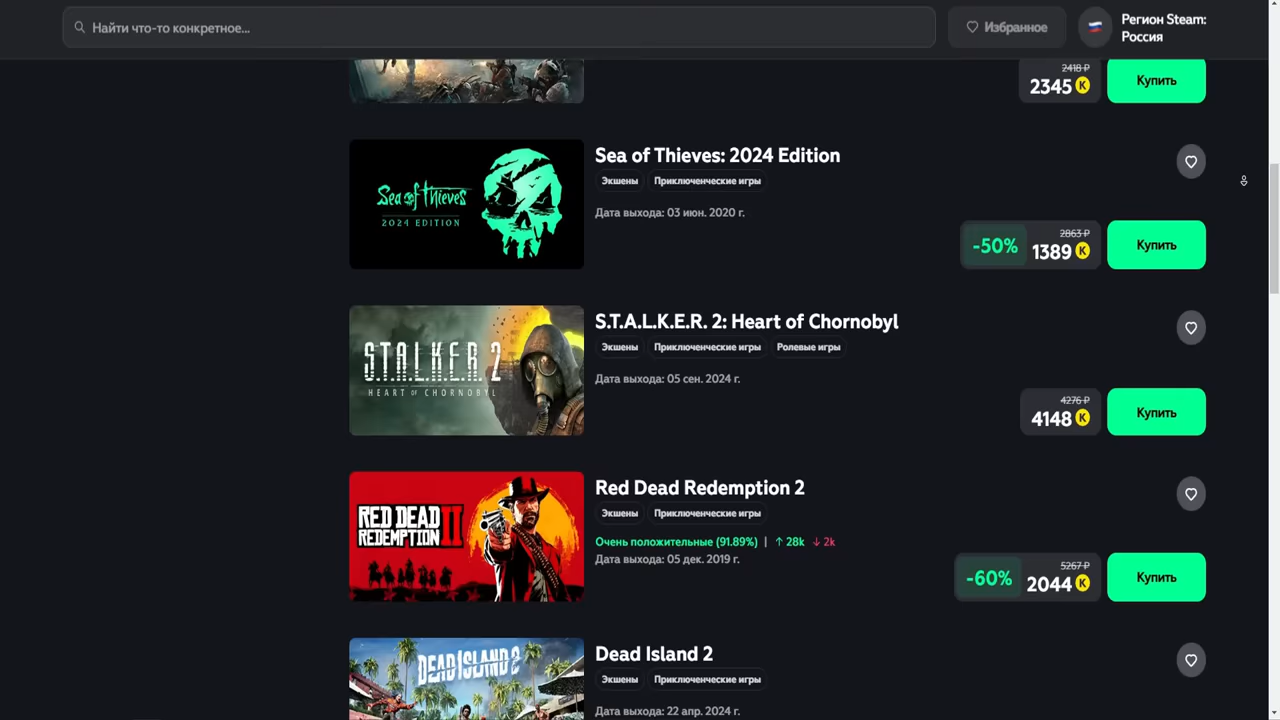 Найти что-то конкретное...
Избранное
Регион Steam:
Россия
2418 ₽
2345 K
Купить
Sea of Thieves
2024 EDITION
Sea of Thieves: 2024 Edition
Экшены Приключенческие игры
Дата выхода: 03 июн. 2020 г.
-50%
2863 ₽
1389 K
Купить
S.T.A.L.K.E.R. 2
HEART OF CHORNOBYL
S.T.A.L.K.E.R. 2: Heart of Chornobyl
Экшены Приключенческие игры Ролевые игры
Дата выхода: 05 сен. 2024 г.
4276 ₽
4148 K
Купить
RED DEAD
REDEMPTION II
Red Dead Redemption 2
Экшены Приключенческие игры
Очень положительные (91.89%) | ↑ 28k ↓ 2k
Дата выхода: 05 дек. 2019 г.
-60%
5267 ₽
2044 K
Купить
DEAD ISLAND 2
Dead Island 2
Экшены Приключенческие игры
Дата выхода: 22 апр. 2024 г.